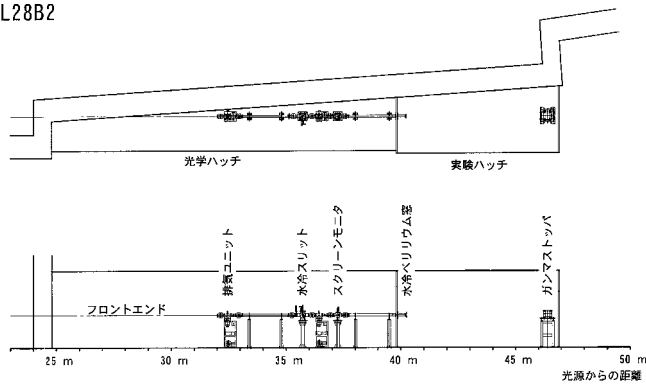 L28B2
光学ハッチ
実験ハッチ
排気ユニット
水冷スリット
スクリーンモニタ
水冷ベリリウム窓
ガンマストッパ
フロントエンド
25 m
30 m
35 m
40 m
45 m
50 m
光源からの距離